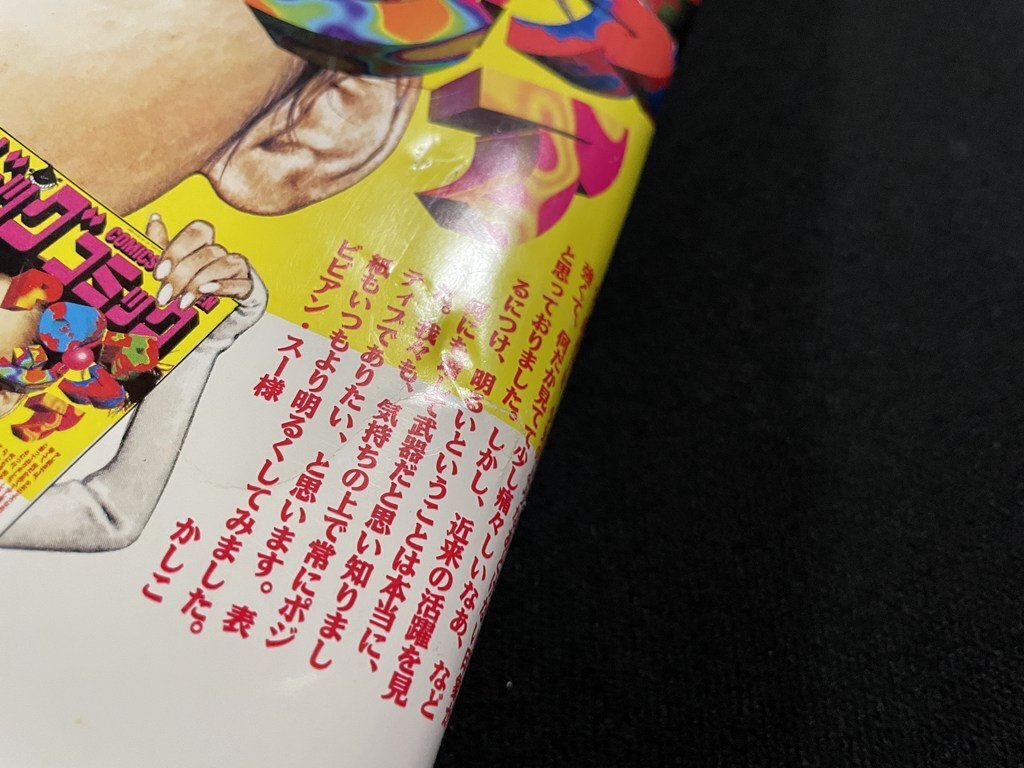 、何だか見てて少し痛々しいなあ、など
と思っておりました。しかし、近来の活躍を見
るにつけ、明るいということは本当に、
武器だと思い知りまし
た。我々も、気持ちの上で常にポジ
ティブでありたい、と思います。表
紙もいつもより明るくしてみました。
ビビアン・スー様 かしこ
ッグコミック
COMICS